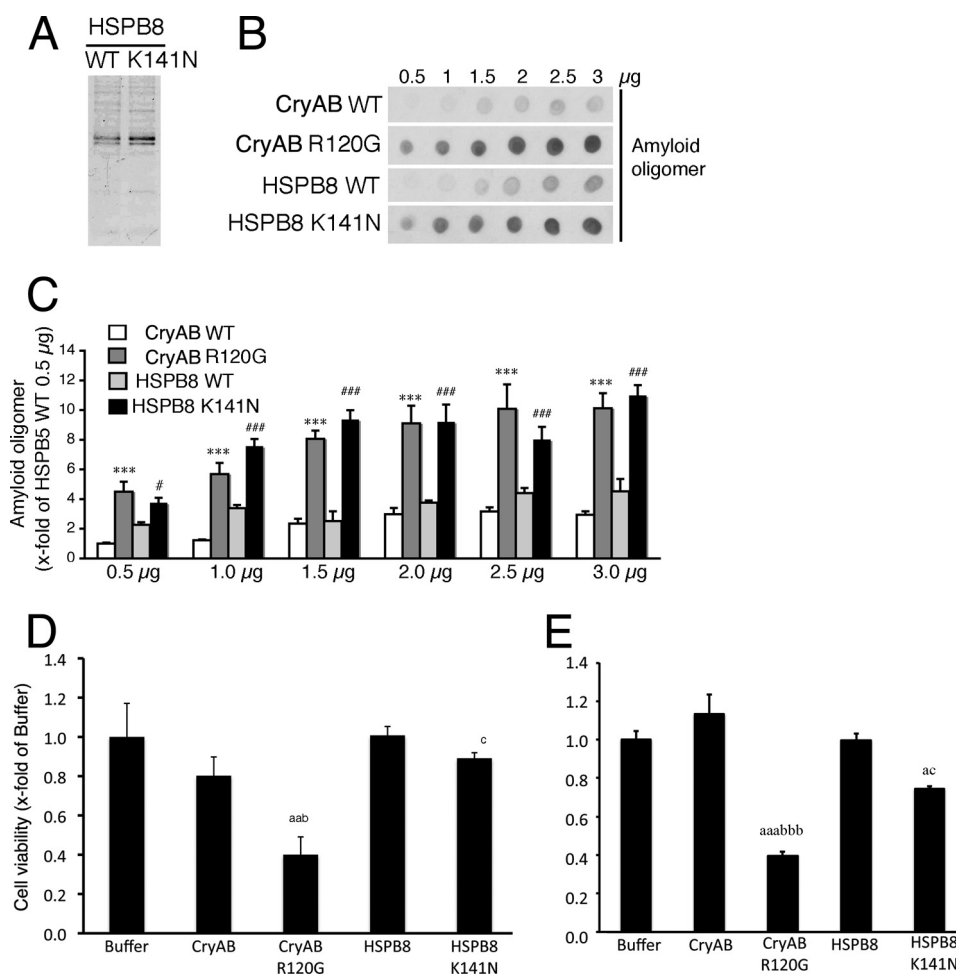 A
HSPB8
WT K141N
B
0.5 1 1.5 2 2.5 3 µg
CryAB WT
CryAB R120G
HSPB8 WT
HSPB8 K141N
Amyloid
oligomer
C
Amyloid oligomer
(x-fold of HSPB5 WT 0.5 µg)
CryAB WT
CryAB R120G
HSPB8 WT
HSPB8 K141N
14
12
10
8
6
4
2
0
*** #
*** ###
*** ###
*** ###
*** ###
*** ###
0.5 µg 1.0 µg 1.5 µg 2.0 µg 2.5 µg 3.0 µg
D
Cell viability (x-fold of Buffer)
1.4
1.2
1.0
0.8
0.6
0.4
0.2
0.0
aab
c
Buffer CryAB CryAB HSPB8 HSPB8
R120G K141N
E
1.4
1.2
1.0
0.8
0.6
0.4
0.2
0.0
aaabbb
ac
Buffer CryAB CryAB HSPB8 HSPB8
R120G K141N